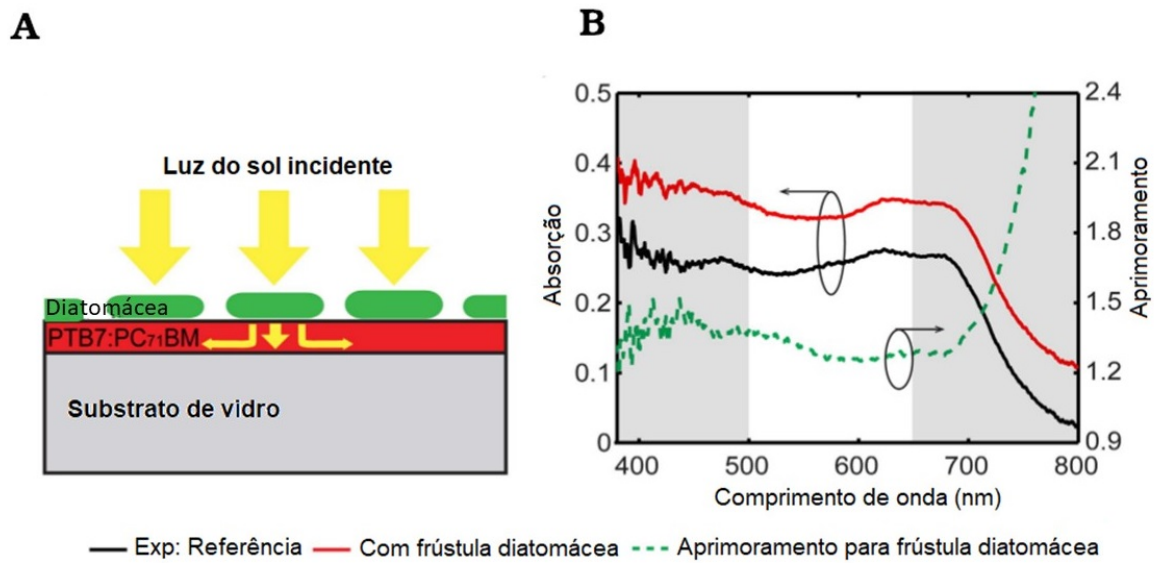 A
Luz do sol incidente
Diatomácea
PTB7:PC71BM
Substrato de vidro
B
0.5
0.4
0.3
0.2
0.1
0
Absorção
2.4
2.1
1.8
1.5
1.2
0.9
Aprimoramento
400 500 600 700 800
Comprimento de onda (nm)
Exp: Referência Com frústula diatomácea Aprimoramento para frústula diatomácea